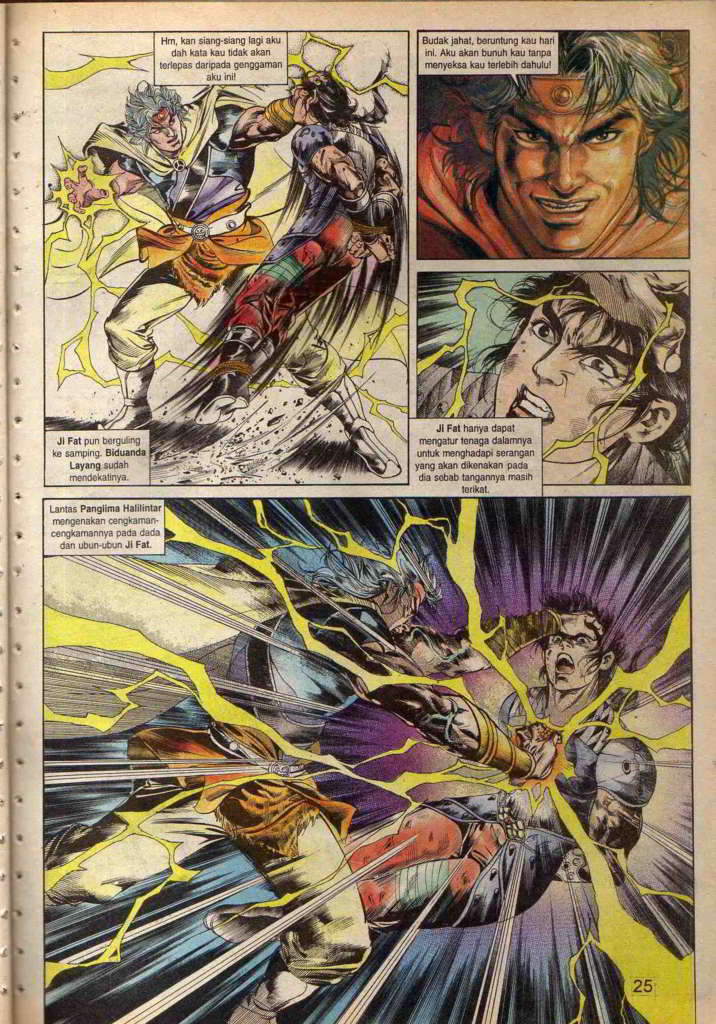 Hm, kan siang-siang lagi aku
dah kata kau tidak akan
terlepas daripada genggaman
aku ini!
Budak jahat, beruntung kau hari
ini. Aku akan bunuh kau tanpa
menyeksa kau terlebih dahulu!
Ji Fat pun berguling
ke samping. Biduanda
Layang sudah
mendekatinya.
Ji Fat hanya dapat
mengatur tenaga dalamnya
untuk menghadapi serangan
yang akan dikenakan pada
dia sebab tangannya masih
terikat.
Lantas Panglima Halilintar
mengenakan cengkaman-
cengkamannya pada dada
dan ubun-ubun Ji Fat.
25